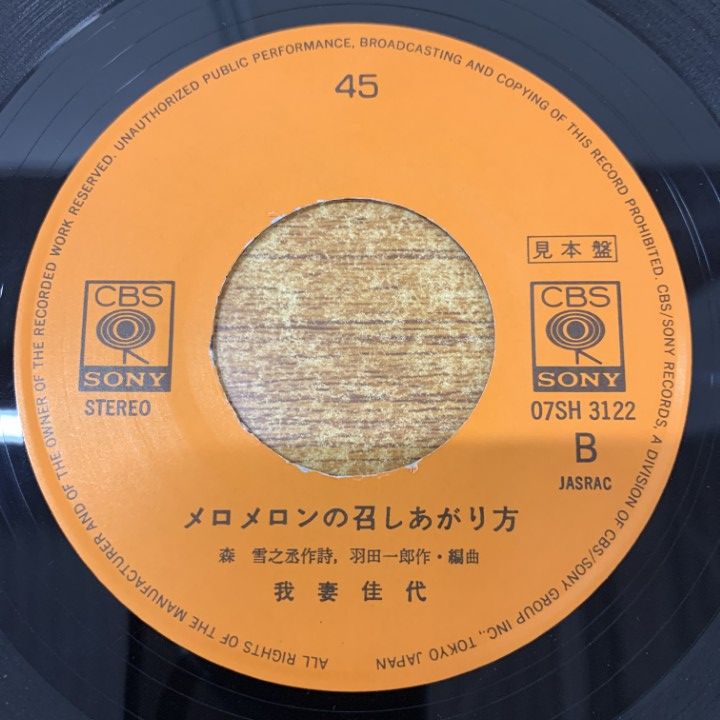 45
見本盤
CBS
SONY
STEREO
CBS
SONY
07SH 3122
B
JASRAC
メロメロンの召しあがり方
森 雪之丞作詩, 羽田一郎作・編曲
我妻佳代
ALL RIGHTS OF THE MANUFACTURER AND OF THE OWNER OF THE RECORDED WORK RESERVED. UNAUTHORIZED PUBLIC PERFORMANCE, BROADCASTING AND COPYING OF THIS RECORD PROHIBITED. CBS/SONY RECORDS, A DIVISION OF CBS/SONY GROUP INC., TOKYO JAPAN